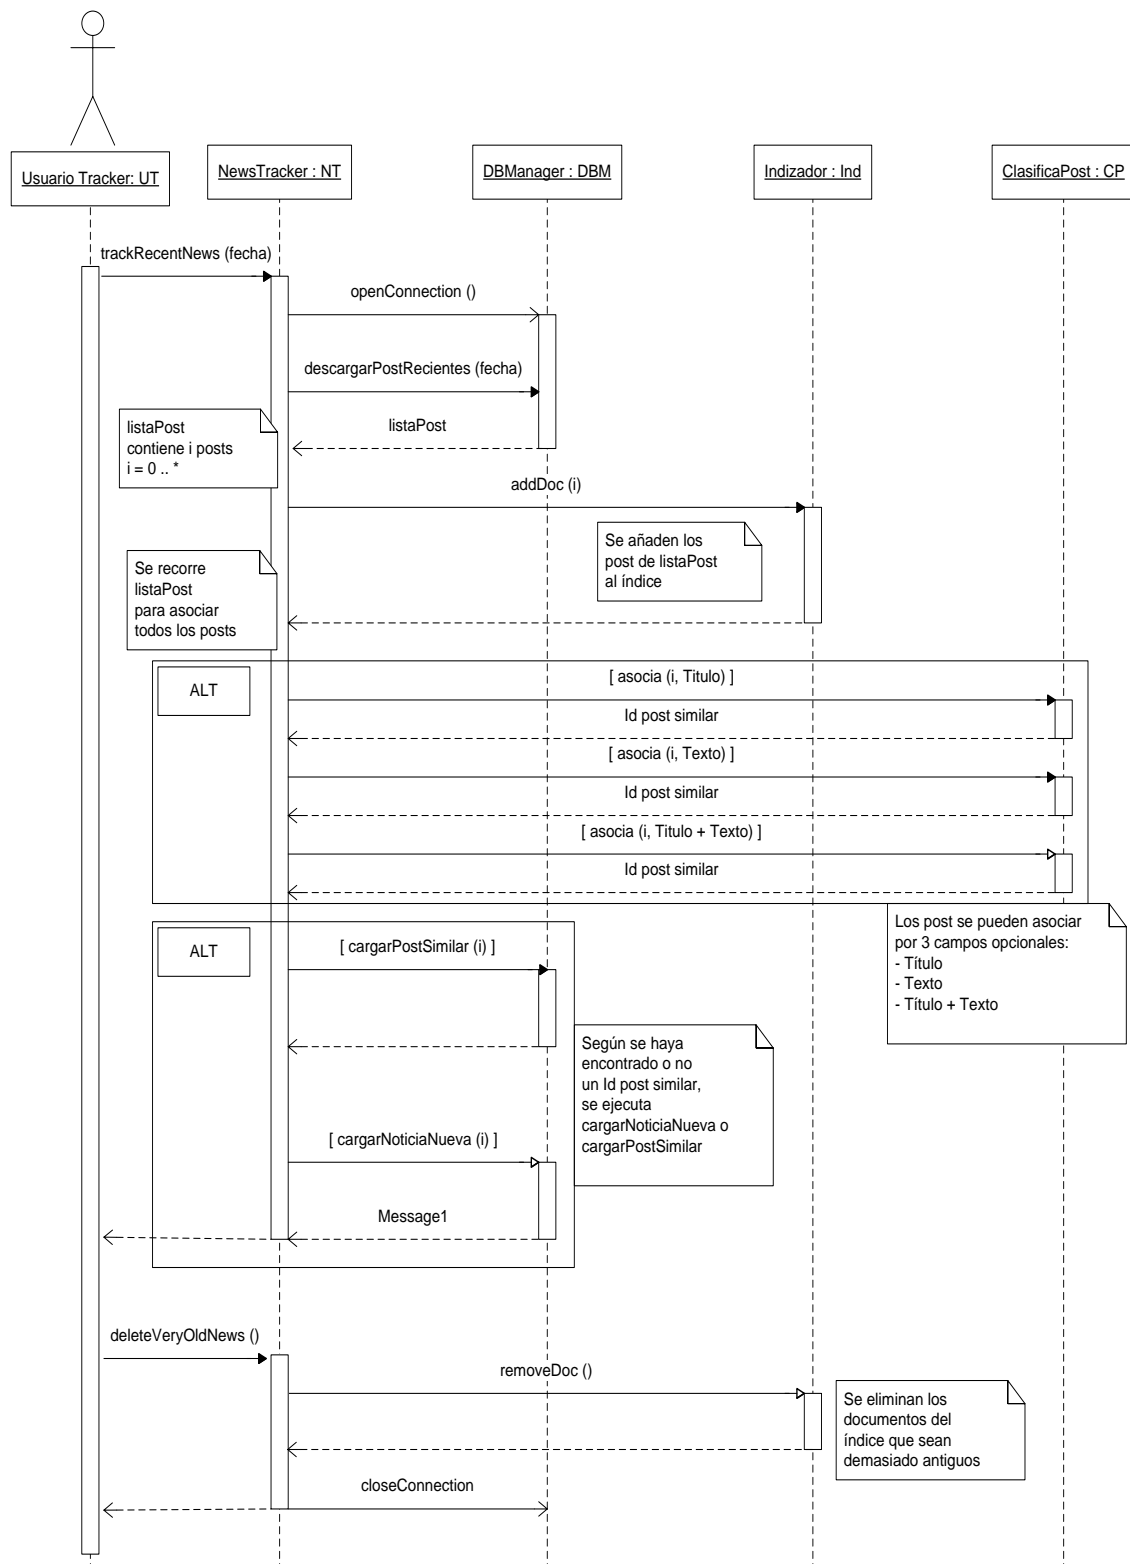 Usuario Tracker: UT
NewsTracker : NT
DBManager : DBM
Indizador : Ind
ClasificaPost : CP
trackRecentNews (fecha)
openConnection ()
descargarPostRecientes (fecha)
listaPost
contiene i posts
i = 0 .. *
listaPost
addDoc (i)
Se añaden los
post de listaPost
al índice
Se recorre
listaPost
para asociar
todos los posts
ALT
[ asocia (i, Titulo) ]
Id post similar
[ asocia (i, Texto) ]
Id post similar
[ asocia (i, Titulo + Texto) ]
Id post similar
Los post se pueden asociar
por 3 campos opcionales:
- Título
- Texto
- Título + Texto
ALT
[ cargarPostSimilar (i) ]
Según se haya
encontrado o no
un Id post similar,
se ejecuta
cargarNoticiaNueva o
cargarPostSimilar
[ cargarNoticiaNueva (i) ]
Message1
deleteVeryOldNews ()
removeDoc ()
Se eliminan los
documentos del
índice que sean
demasiado antiguos
closeConnection